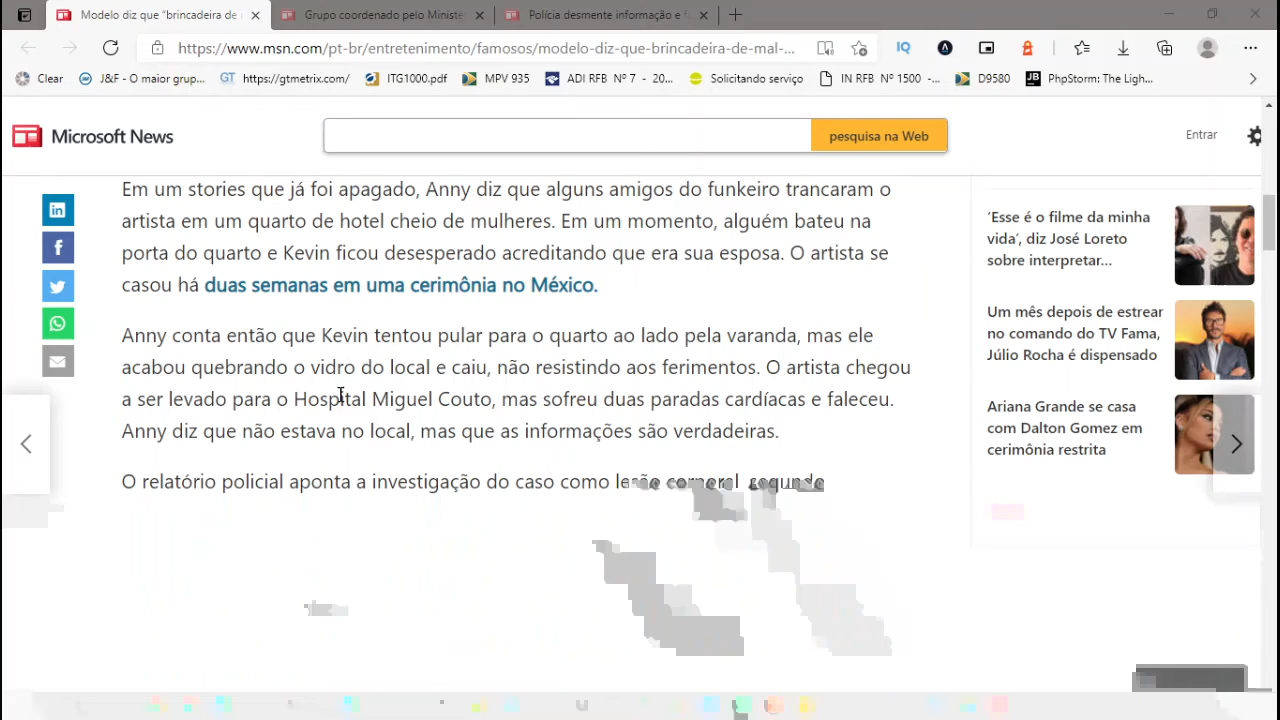 Modelo diz que “brincadeira de
Grupo coordenado pelo Ministé
Polícia desmente informação e
https://www.msn.com/pt-br/entretenimento/famosos/modelo-diz-que-brincadeira-de-mal-...
IQ
Clear
J&F - O maior grup...
GT https://gtmetrix.com/
ITG1000.pdf
MPV 935
ADI RFB Nº 7 - 20...
Solicitando serviço
IN RFB Nº 1500 -...
D9580
PhpStorm: The Ligh...
Microsoft News
pesquisa na Web
Entrar
Em um stories que já foi apagado, Anny diz que alguns amigos do funkeiro trancaram o
artista em um quarto de hotel cheio de mulheres. Em um momento, alguém bateu na
porta do quarto e Kevin ficou desesperado acreditando que era sua esposa. O artista se
casou há duas semanas em uma cerimônia no México.
Anny conta então que Kevin tentou pular para o quarto ao lado pela varanda, mas ele
acabou quebrando o vidro do local e caiu, não resistindo aos ferimentos. O artista chegou
a ser levado para o Hospital Miguel Couto, mas sofreu duas paradas cardíacas e faleceu.
Anny diz que não estava no local, mas que as informações são verdadeiras.
O relatório policial aponta a investigação do caso como lesão corporal segundo
‘Esse é o filme da minha
vida’, diz José Loreto
sobre interpretar...
Um mês depois de estrear
no comando do TV Fama,
Júlio Rocha é dispensado
Ariana Grande se casa
com Dalton Gomez em
cerimônia restrita